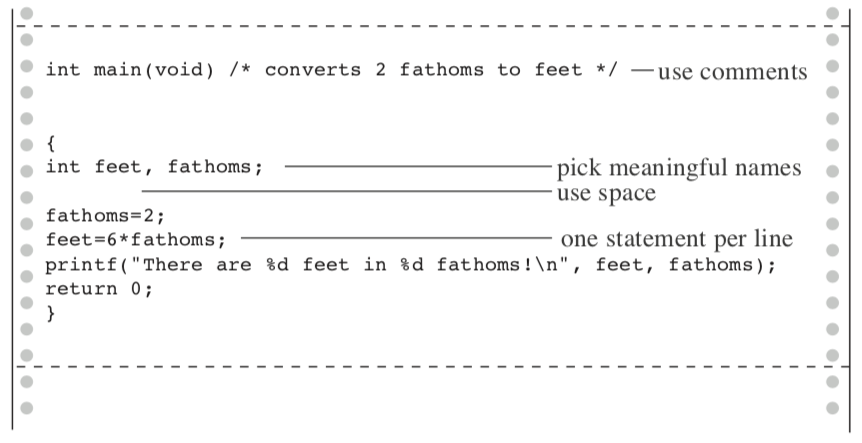 int main(void) /* converts 2 fathoms to feet */ use comments
{
int feet, fathoms; pick meaningful names
use space
fathoms=2;
feet=6*fathoms; one statement per line
printf("There are %d feet in %d fathoms!\n", feet, fathoms);
return 0;
}